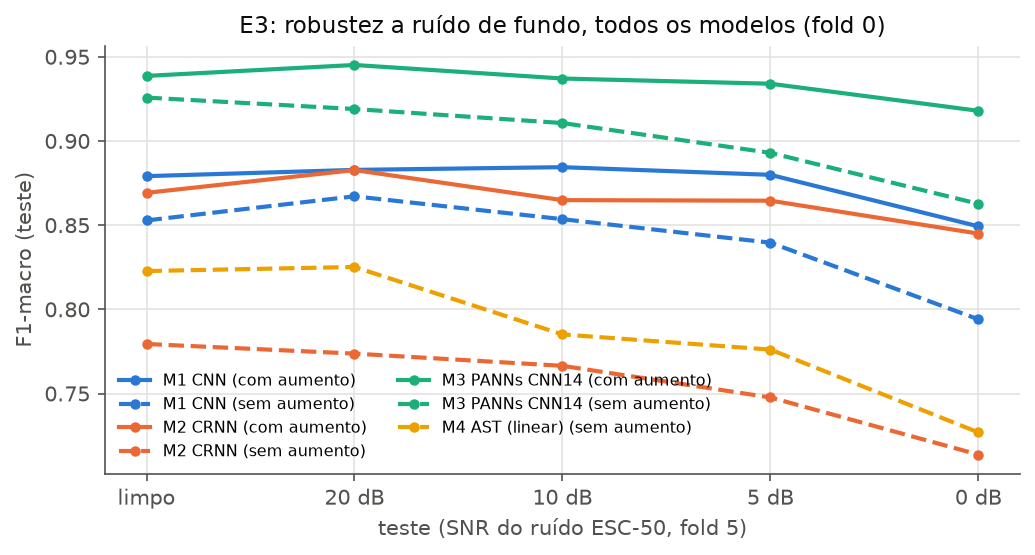 E3: robustez a ruído de fundo, todos os modelos (fold 0)
F1-macro (teste)
0.95
0.90
0.85
0.80
0.75
M1 CNN (com aumento)
M1 CNN (sem aumento)
M2 CRNN (com aumento)
M2 CRNN (sem aumento)
M3 PANNs CNN14 (com aumento)
M3 PANNs CNN14 (sem aumento)
M4 AST (linear) (sem aumento)
limpo 20 dB 10 dB 5 dB 0 dB
teste (SNR do ruído ESC-50, fold 5)